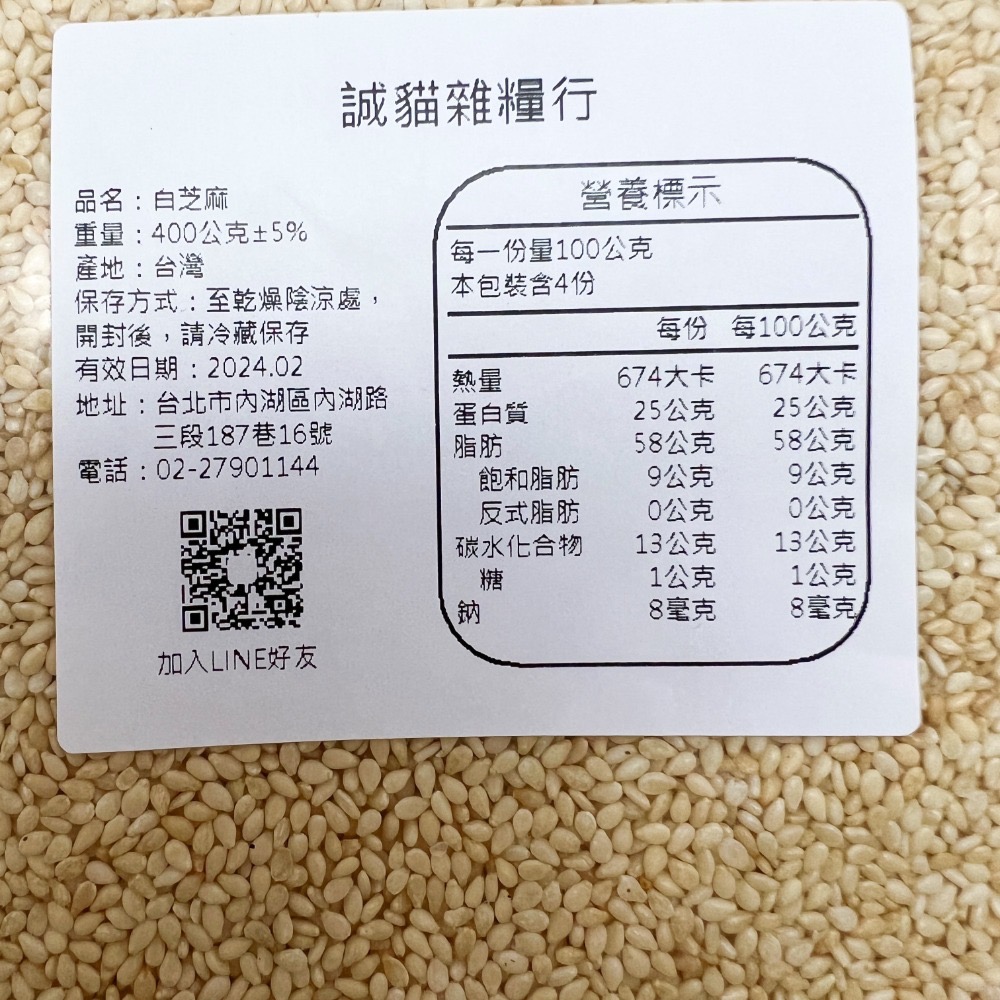 誠貓雜糧行
品名：白芝麻
重量：400公克±5%
產地：台灣
保存方式：至乾燥陰涼處，
開封後，請冷藏保存
有效日期：2024.02
地址：台北市內湖區內湖路
三段187巷16號
電話：02-27901144
加入LINE好友
營養標示
每一份量100公克
本包裝含4份
每份 每100公克
熱量 674大卡 674大卡
蛋白質 25公克 25公克
脂肪 58公克 58公克
飽和脂肪 9公克 9公克
反式脂肪 0公克 0公克
碳水化合物 13公克 13公克
糖 1公克 1公克
鈉 8毫克 8毫克